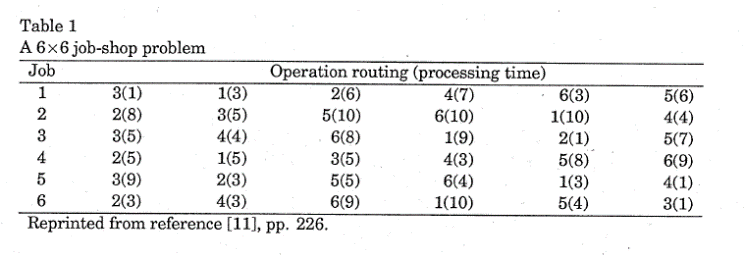 Table 1
A 6×6 job-shop problem
Job Operation routing (processing time)
1 3(1) 1(3) 2(6) 4(7) 6(3) 5(6)
2 2(8) 3(5) 5(10) 6(10) 1(10) 4(4)
3 3(5) 4(4) 6(8) 1(9) 2(1) 5(7)
4 2(5) 1(5) 3(5) 4(3) 5(8) 6(9)
5 3(9) 2(3) 5(5) 6(4) 1(3) 4(1)
6 2(3) 4(3) 6(9) 1(10) 5(4) 3(1)
Reprinted from reference [11], pp. 226.